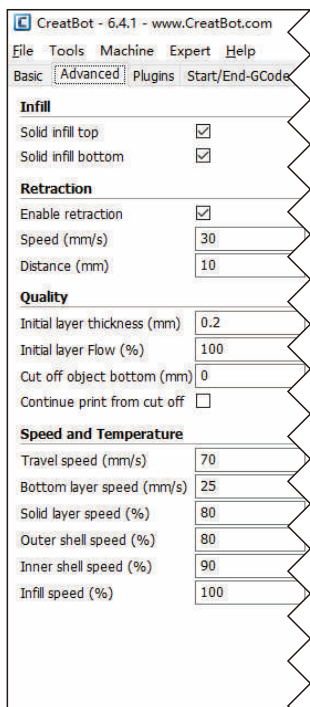 CreatBot - 6.4.1 - www.CreatBot.com
File Tools Machine Expert Help
Basic Advanced Plugins Start/End-GCode
Infill
Solid infill top
Solid infill bottom
Retraction
Enable retraction
Speed (mm/s) 30
Distance (mm) 10
Quality
Initial layer thickness (mm) 0.2
Initial layer Flow (%) 100
Cut off object bottom (mm) 0
Continue print from cut off
Speed and Temperature
Travel speed (mm/s) 70
Bottom layer speed (mm/s) 25
Solid layer speed (%) 80
Outer shell speed (%) 80
Inner shell speed (%) 90
Infill speed (%) 100